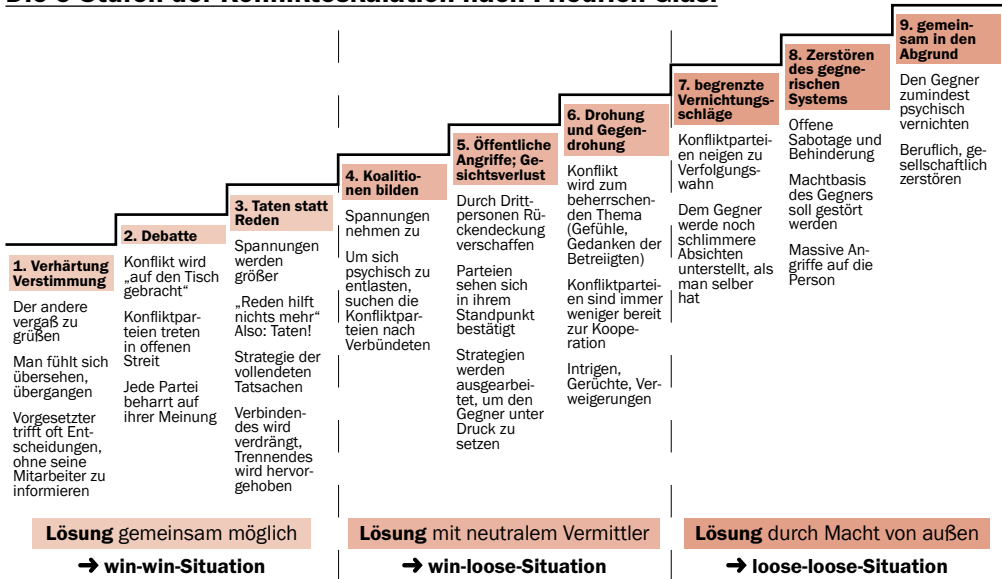 Die 9 Stufen der Konflikteskalation nach Friedrich Glasl
1. Verhärtung
Verstimmung
Der andere
vergaß zu
grüßen
Man fühlt sich
übersehen,
übergangen
Vorgesetzter
trifft oft Ent-
scheidungen,
ohne seine
Mitarbeiter zu
informieren
2. Debatte
Konflikt wird
„auf den Tisch
gebracht“
Konfliktpar-
teien treten
in offenen
Streit
Jede Partei
beharrt auf
ihrer Meinung
3. Taten statt
Reden
Spannungen
werden
größer
„Reden hilft
nichts mehr“
Also: Taten!
Strategie der
vollendeten
Tatsachen
Verbinden-
des wird
verdrängt,
Trennendes
wird hervor-
gehoben
4. Koalitio-
nen bilden
Spannungen
nehmen zu
Um sich
psychisch zu
entlasten,
suchen die
Konfliktpar-
teien nach
Verbündeten
5. Öffentliche
Angriffe; Ge-
sichtsverlust
Durch Dritt-
personen Rü-
ckendeckung
verschaffen
Parteien
sehen sich
in ihrem
Standpunkt
bestätigt
Strategien
werden
ausgearbei-
tet, um den
Gegner unter
Druck zu
setzen
6. Drohung
und Gegen-
drohung
Konflikt
wird zum
beherrschen-
den Thema
(Gefühle,
Gedanken der
Betreiigten)
Konfliktpartei-
en sind immer
weniger bereit
zur Koope-
ration
Intrigen,
Gerüchte, Ver-
weigerungen
7. begrenzte
Vernichtungs-
schläge
Konfliktpartei-
en neigen zu
Verfolgungs-
wahn
Dem Gegner
werde noch
schlimmere
Absichten
unterstellt, als
man selber
hat
8. Zerstören
des gegne-
rischen
Systems
Offene
Sabotage und
Behinderung
Machtbasis
des Gegners
soll gestört
werden
Massive An-
griffe auf die
Person
9. gemein-
sam in den
Abgrund
Den Gegner
zumindest
psychisch
vernichten
Beruflich, ge-
sellschaftlich
zerstören
Lösung gemeinsam möglich
➔ win-win-Situation
Lösung mit neutralem Vermittler
➔ win-loose-Situation
Lösung durch Macht von außen
➔ loose-loose-Situation